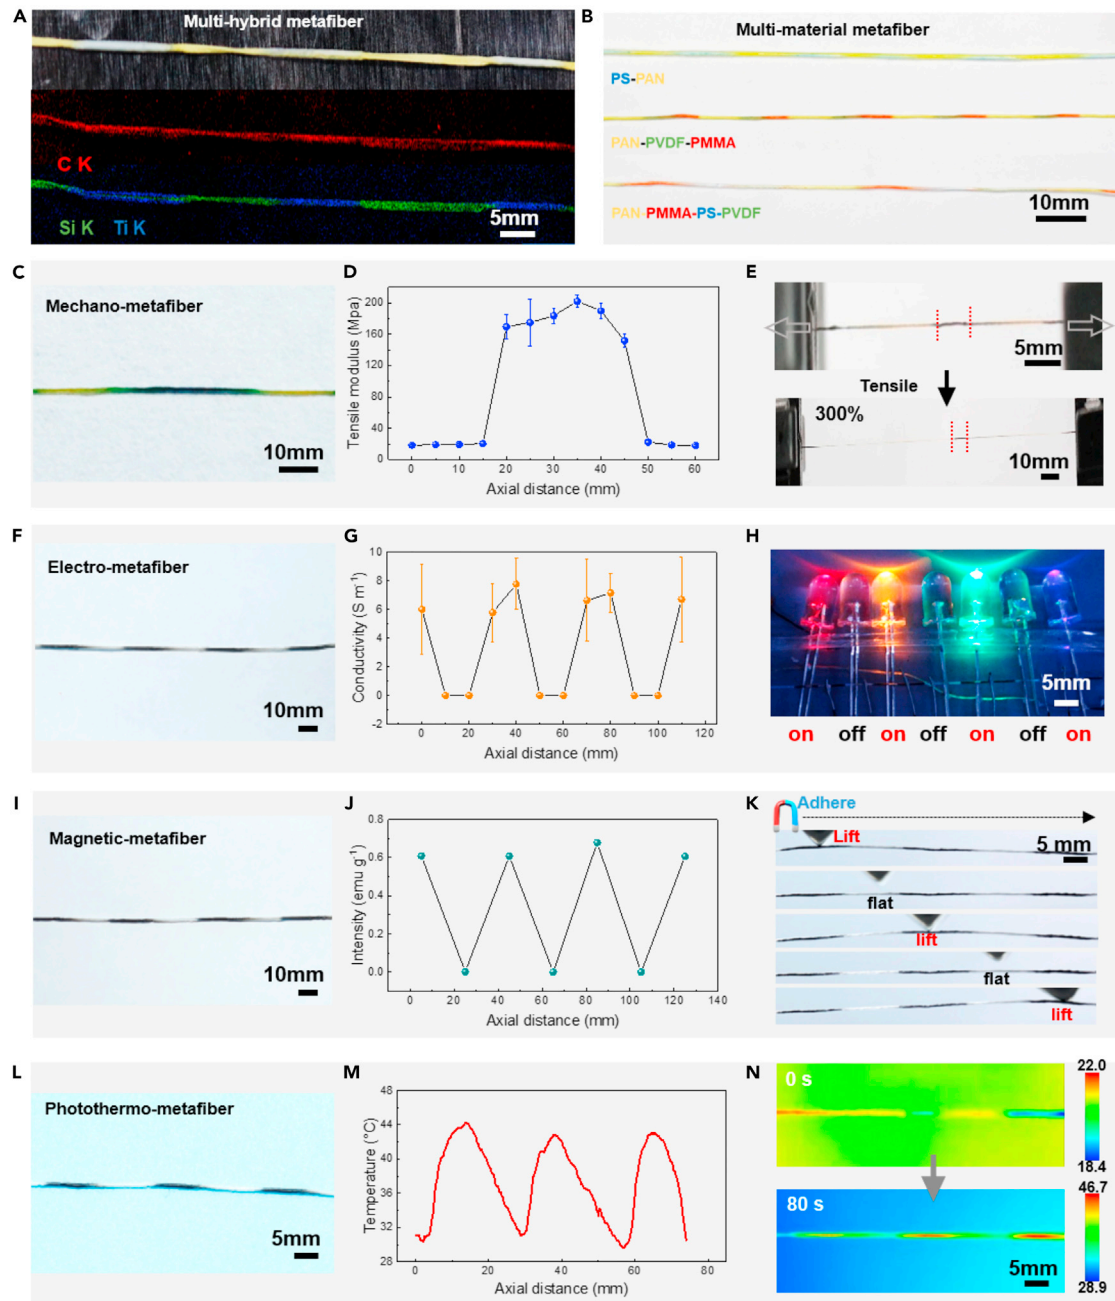 A
Multi-hybrid metafiber
C K
Si K Ti K
5mm
B
Multi-material metafiber
PS-PAN
PAN-PVDF-PMMA
PAN-PMMA-PS-PVDF
10mm
C
Mechano-metafiber
10mm
D
Tensile modulus (Mpa)
200
160
120
80
40
0
0 10 20 30 40 50 60
Axial distance (mm)
E
5mm
Tensile
300%
10mm
F
Electro-metafiber
10mm
G
Conductivity (S m⁻¹)
10
8
6
4
2
0
-2
0 20 40 60 80 100 120
Axial distance (mm)
H
5mm
on off on off on off on
I
Magnetic-metafiber
10mm
J
Intensity (emu g⁻¹)
0.8
0.6
0.4
0.2
0.0
0 20 40 60 80 100 120 140
Axial distance (mm)
K
Adhere
Lift
5 mm
flat
lift
flat
lift
L
Photothermo-metafiber
5mm
M
Temperature (°C)
48
44
40
36
32
28
0 20 40 60 80
Axial distance (mm)
N
0 s
22.0
18.4
80 s
46.7
5mm
28.9